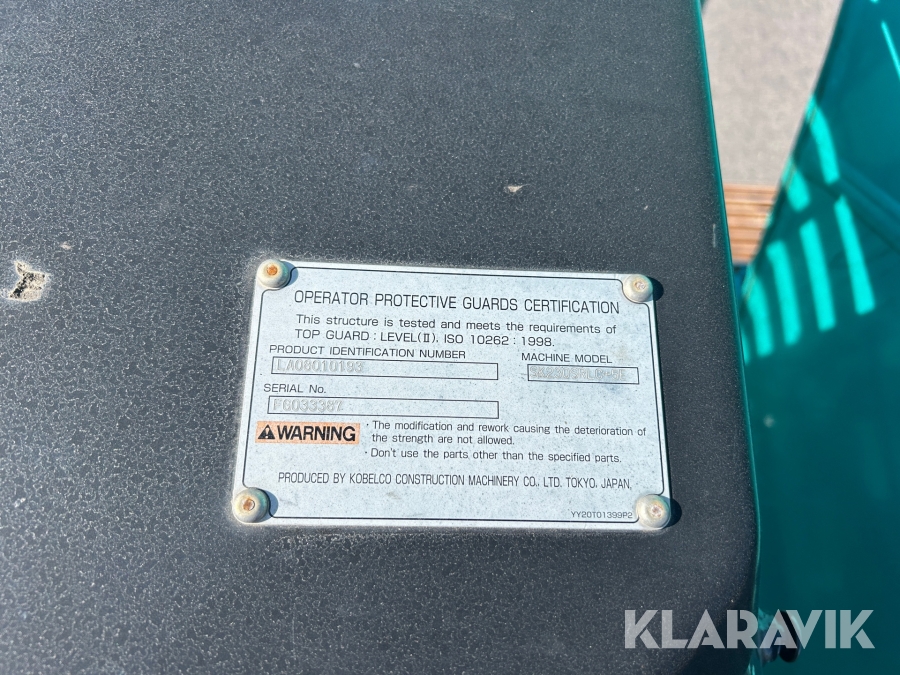 OPERATOR PROTECTIVE GUARDS CERTIFICATION
This structure is tested and meets the requirements of
TOP GUARD : LEVEL(Ⅱ), ISO 10262 : 1998.
PRODUCT IDENTIFICATION NUMBER
MACHINE MODEL
SERIAL No.
WARNING
・The modification and rework causing the deterioration of
the strength are not allowed.
・Don't use the parts other than the specified parts.
PRODUCED BY KOBELCO CONSTRUCTION MACHINERY CO., LTD. TOKYO, JAPAN.
YY20T01399P2
KLARAVIK